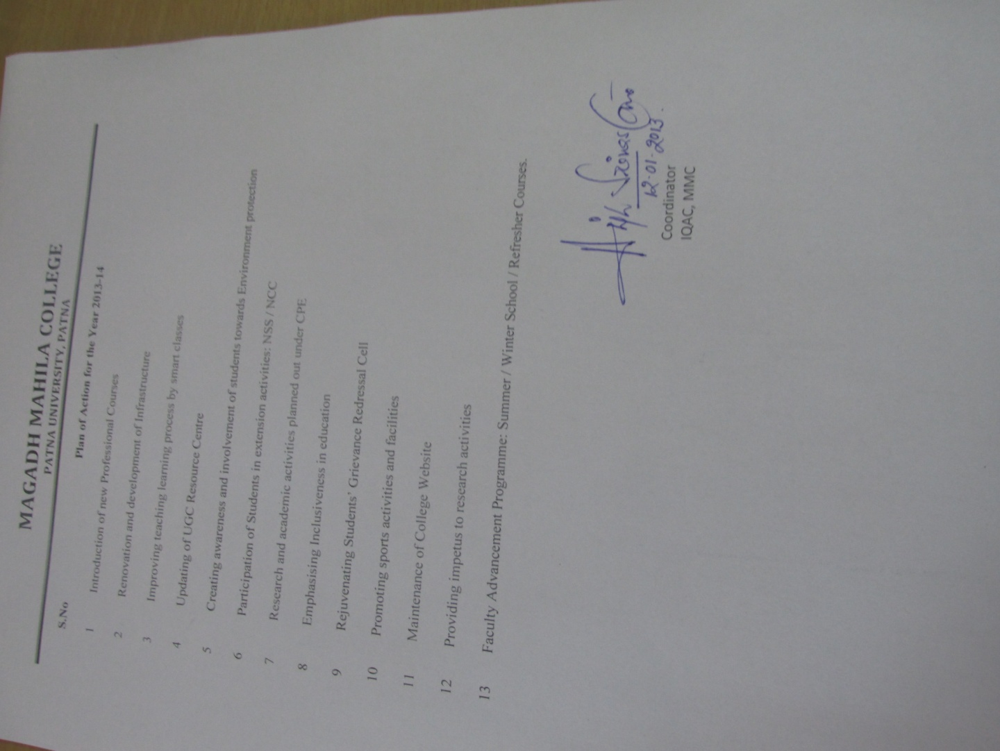 MAGADH MAHILA COLLEGE
PATNA UNIVERSITY, PATNA
S.No Plan of Action for the Year 2013-14
1 Introduction of new Professional Courses
2 Renovation and development of Infrastructure
3 Improving teaching learning process by smart classes
4 Updating of UGC Resource Centre
5 Creating awareness and involvement of students towards Environment protection
6 Participation of Students in extension activities: NSS / NCC
7 Research and academic activities planned out under CPE
8 Emphasising Inclusiveness in education
9 Rejuvenating Students' Grievance Redressal Cell
10 Promoting sports activities and facilities
11 Maintenance of College Website
12 Providing impetus to research activities
13 Faculty Advancement Programme: Summer / Winter School / Refresher Courses.
12.01.2013.
Coordinator
IQAC, MMC